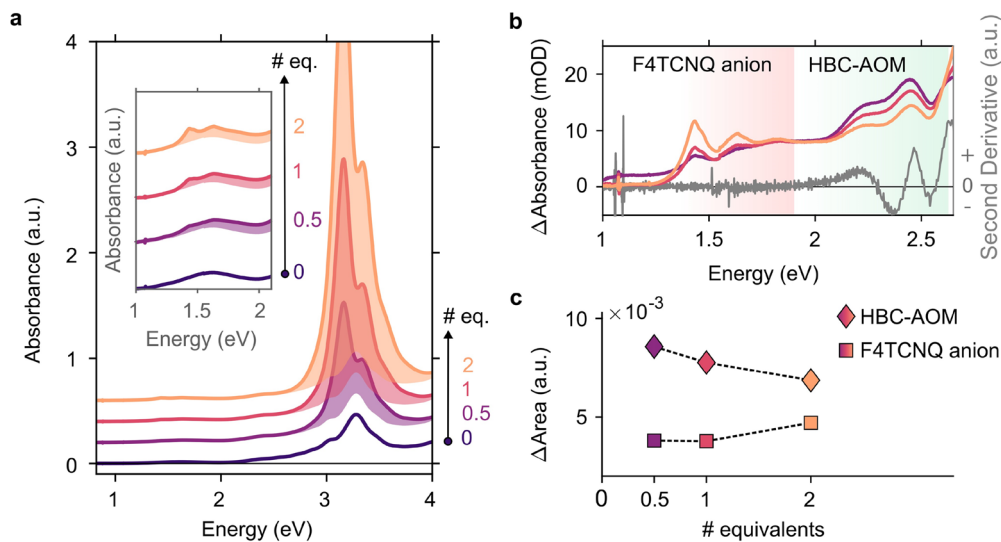 a
Absorbance (a.u.)
4
3
2
1
0
1
2
3
4
Energy (eV)
# eq.
2
1
0.5
0
Absorbance (a.u.)
# eq.
2
1
0.5
0
1
1.5
2
Energy (eV)
b
ΔAbsorbance (mOD)
20
10
0
F4TCNQ anion
HBC-AOM
Second Derivative (a.u.)
+
0
-
1
1.5
2
2.5
Energy (eV)
c
ΔArea (a.u.)
10
× 10⁻³
5
HBC-AOM
F4TCNQ anion
0
0.5
1
2
# equivalents